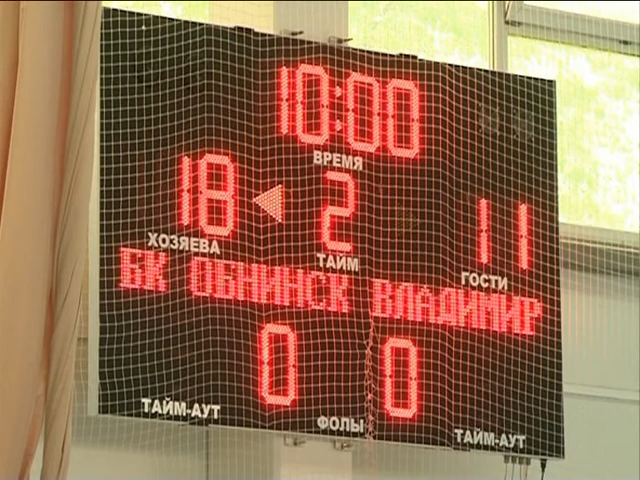 10:00
ВРЕМЯ
18 ◀ 2 11
ХОЗЯЕВА ТАЙМ ГОСТИ
БК ОБНИНСК ВЛАДИМИР
0 0
ТАЙМ-АУТ ФОЛЫ ТАЙМ-АУТ